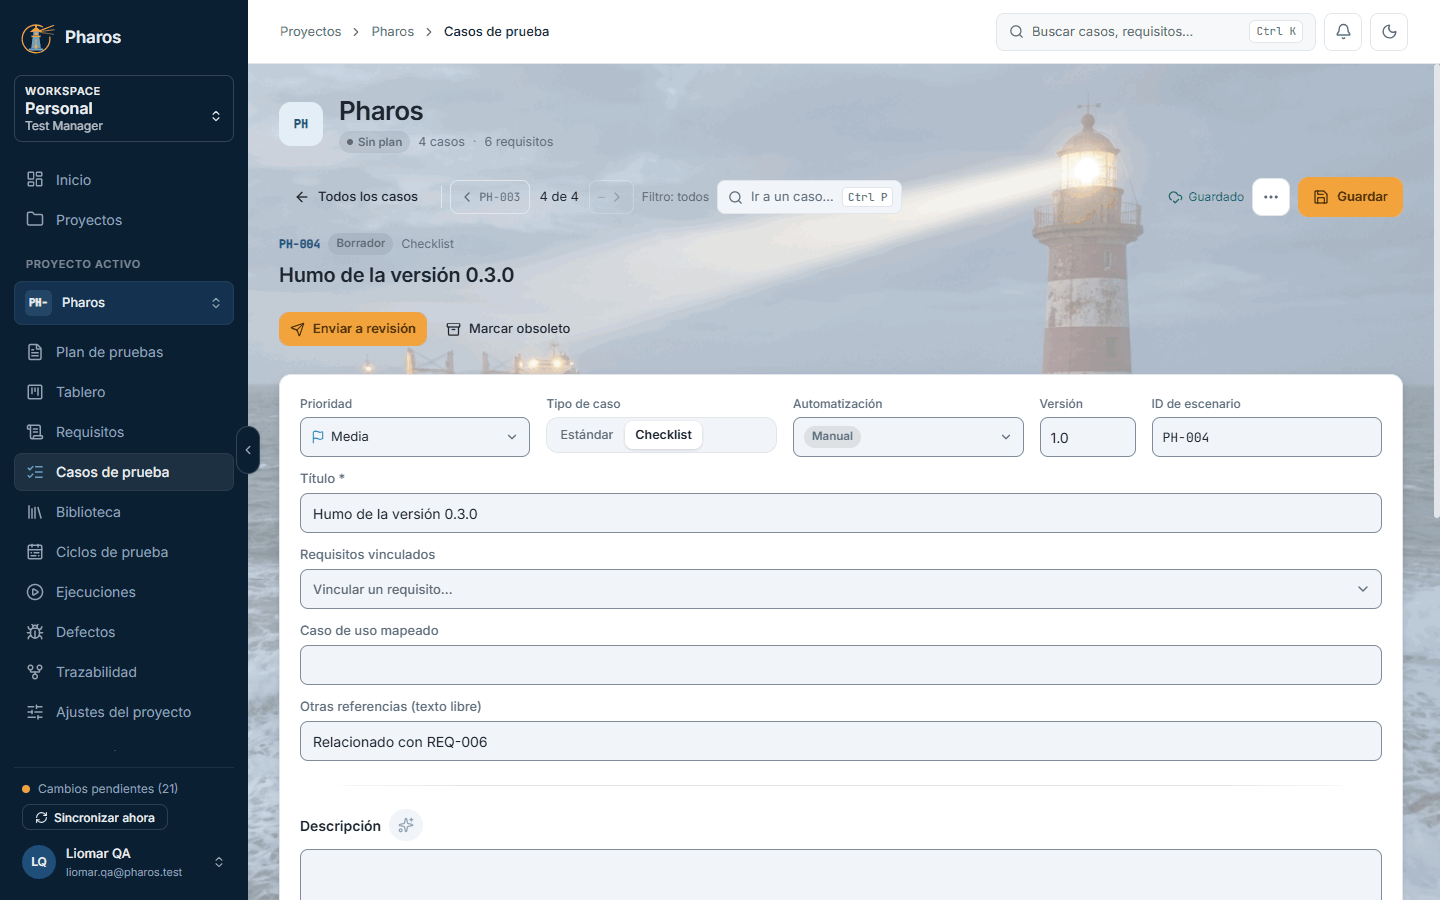 Pharos
WORKSPACE
Personal
Test Manager
Inicio
Proyectos
PROYECTO ACTIVO
PH- Pharos
Plan de pruebas
Tablero
Requisitos
Casos de prueba
Biblioteca
Ciclos de prueba
Ejecuciones
Defectos
Trazabilidad
Ajustes del proyecto
Cambios pendientes (21)
Sincronizar ahora
LQ
Liomar QA
liomar.qa@pharos.test
Proyectos > Pharos > Casos de prueba
Buscar casos, requisitos... Ctrl K
PH
Pharos
Sin plan 4 casos · 6 requisitos
Todos los casos
PH-003 4 de 4 –
Filtro: todos
Ir a un caso... Ctrl P
Guardado
Guardar
PH-004 Borrador Checklist
Humo de la versión 0.3.0
Enviar a revisión
Marcar obsoleto
Prioridad
Media
Tipo de caso
Estándar Checklist
Automatización
Manual
Versión
1.0
ID de escenario
PH-004
Título *
Humo de la versión 0.3.0
Requisitos vinculados
Vincular un requisito...
Caso de uso mapeado
Otras referencias (texto libre)
Relacionado con REQ-006
Descripción